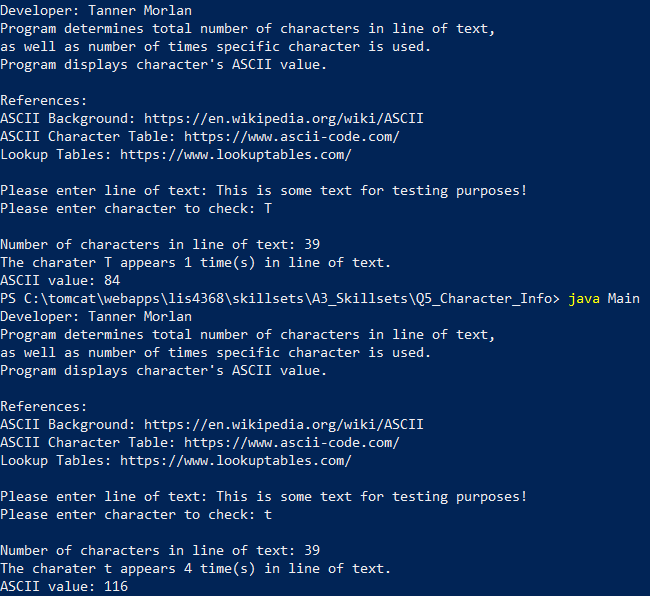 Developer: Tanner Morlan
Program determines total number of characters in line of text,
as well as number of times specific character is used.
Program displays character's ASCII value.
References:
ASCII Background: https://en.wikipedia.org/wiki/ASCII
ASCII Character Table: https://www.ascii-code.com/
Lookup Tables: https://www.lookuptables.com/
Please enter line of text: This is some text for testing purposes!
Please enter character to check: T
Number of characters in line of text: 39
The charater T appears 1 time(s) in line of text.
ASCII value: 84
PS C:\tomcat\webapps\lis4368\skillsets\A3_Skillsets\Q5_Character_Info> java Main
Developer: Tanner Morlan
Program determines total number of characters in line of text,
as well as number of times specific character is used.
Program displays character's ASCII value.
References:
ASCII Background: https://en.wikipedia.org/wiki/ASCII
ASCII Character Table: https://www.ascii-code.com/
Lookup Tables: https://www.lookuptables.com/
Please enter line of text: This is some text for testing purposes!
Please enter character to check: t
Number of characters in line of text: 39
The charater t appears 4 time(s) in line of text.
ASCII value: 116